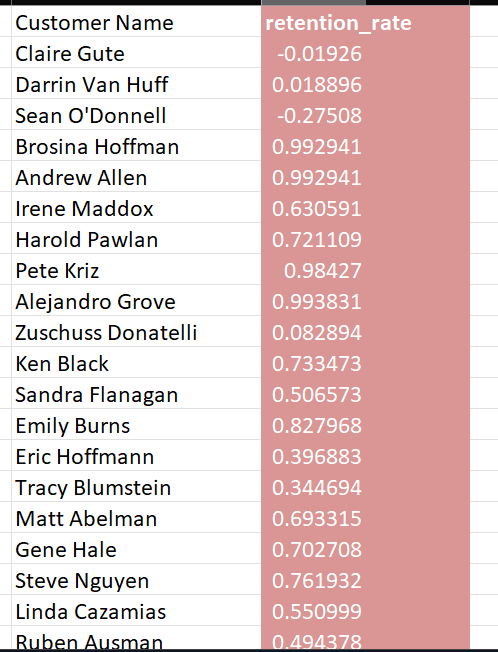 Customer Name retention_rate
Claire Gute -0.01926
Darrin Van Huff 0.018896
Sean O'Donnell -0.27508
Brosina Hoffman 0.992941
Andrew Allen 0.992941
Irene Maddox 0.630591
Harold Pawlan 0.721109
Pete Kriz 0.98427
Alejandro Grove 0.993831
Zuschuss Donatelli 0.082894
Ken Black 0.733473
Sandra Flanagan 0.506573
Emily Burns 0.827968
Eric Hoffmann 0.396883
Tracy Blumstein 0.344694
Matt Abelman 0.693315
Gene Hale 0.702708
Steve Nguyen 0.761932
Linda Cazamias 0.550999
Ruben Ausman 0.494378